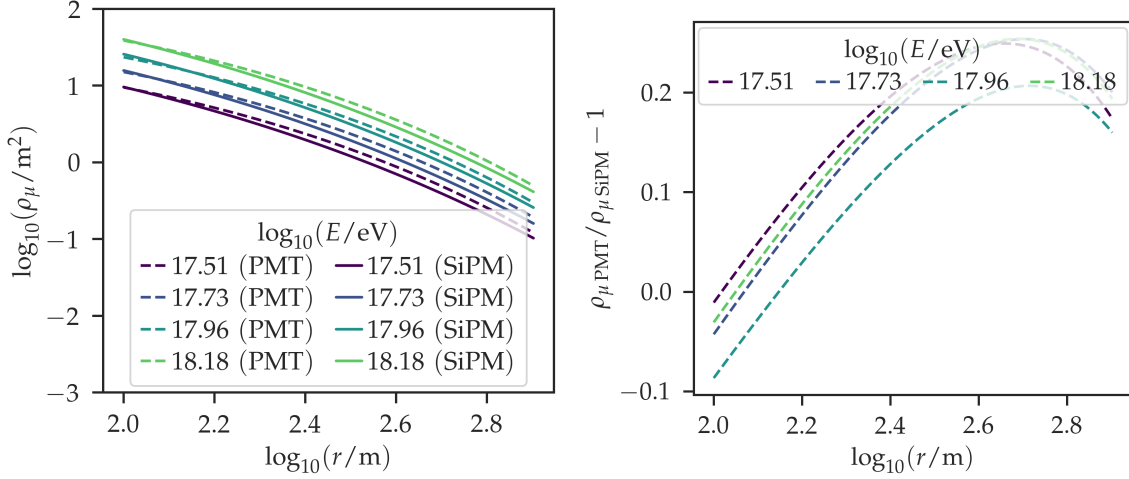 log₁₀(ρμ/m²)
2
1
0
−1
−2
−3
log₁₀(E/eV)
17.51 (PMT) 17.51 (SiPM)
17.73 (PMT) 17.73 (SiPM)
17.96 (PMT) 17.96 (SiPM)
18.18 (PMT) 18.18 (SiPM)
2.0 2.2 2.4 2.6 2.8
log₁₀(r/m)
ρμ PMT/ρμ SiPM − 1
log₁₀(E/eV)
17.51 17.73 17.96 18.18
0.2
0.1
0.0
−0.1
2.0 2.2 2.4 2.6 2.8
log₁₀(r/m)